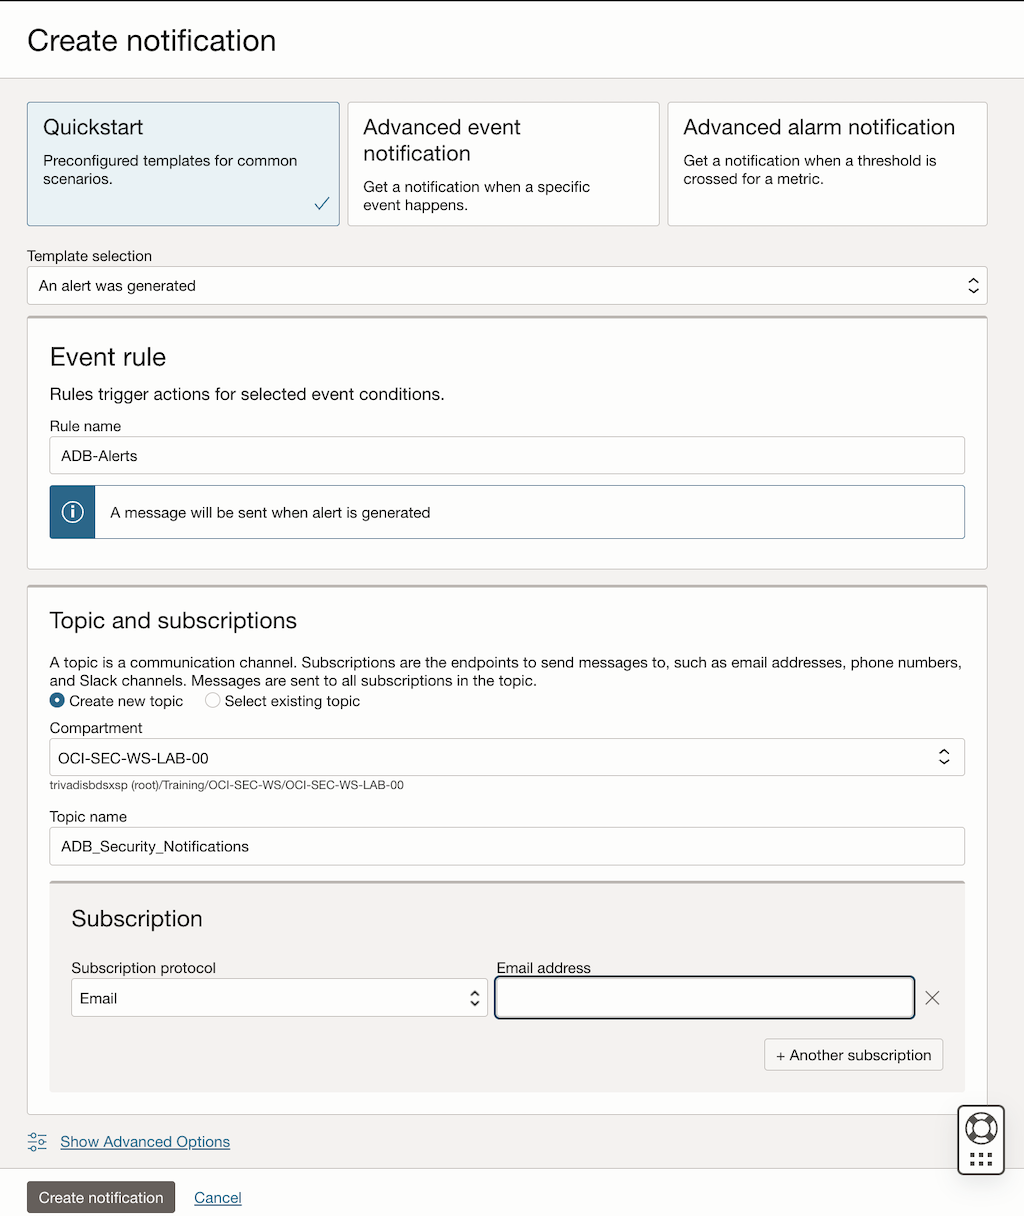 Create notification
Quickstart
Preconfigured templates for common
scenarios.
Advanced event
notification
Get a notification when a specific
event happens.
Advanced alarm notification
Get a notification when a threshold is
crossed for a metric.
Template selection
An alert was generated
Event rule
Rules trigger actions for selected event conditions.
Rule name
ADB-Alerts
A message will be sent when alert is generated
Topic and subscriptions
A topic is a communication channel. Subscriptions are the endpoints to send messages to, such as email addresses, phone numbers,
and Slack channels. Messages are sent to all subscriptions in the topic.
Create new topic Select existing topic
Compartment
OCI-SEC-WS-LAB-00
trivadisbdsxsp (root)/Training/OCI-SEC-WS/OCI-SEC-WS-LAB-00
Topic name
ADB_Security_Notifications
Subscription
Subscription protocol Email address
Email
+ Another subscription
Show Advanced Options
Create notification Cancel